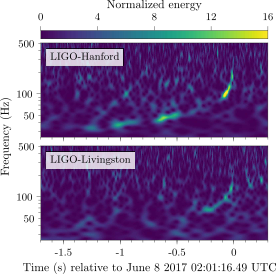 Normalized energy
0 4 8 12 16
500
LIGO-Hanford
100
50
Frequency (Hz)
500
LIGO-Livingston
100
50
-1.5 -1 -0.5 0
Time (s) relative to June 8 2017 02:01:16.49 UTC